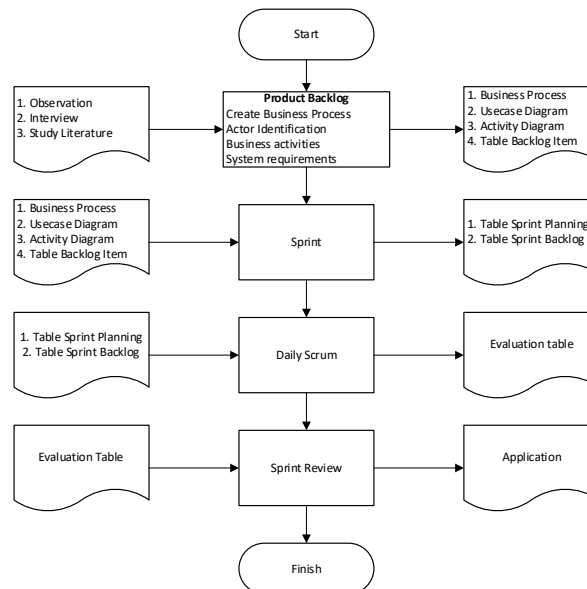 Start
1. Observation
2. Interview
3. Study Literature
Product Backlog
Create Business Process
Actor Identification
Business activities
System requirements
1. Business Process
2. Usecase Diagram
3. Activity Diagram
4. Table Backlog Item
1. Business Process
2. Usecase Diagram
3. Activity Diagram
4. Table Backlog Item
Sprint
1. Table Sprint Planning
2. Table Sprint Backlog
1. Table Sprint Planning
2. Table Sprint Backlog
Daily Scrum
Evaluation table
Evaluation Table
Sprint Review
Application
Finish